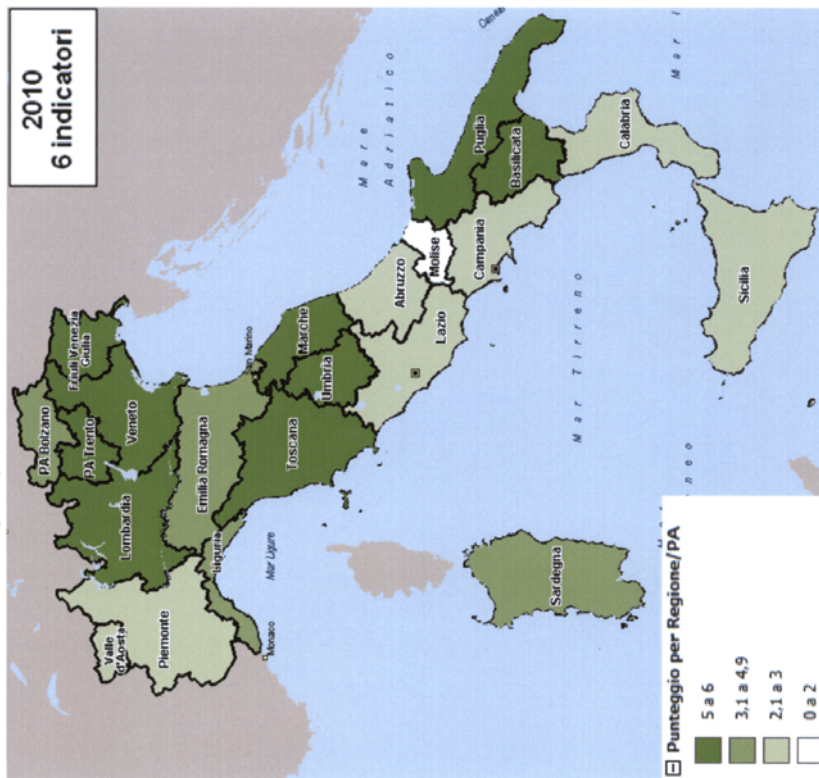 2010
6 indicatori
Mare
Adriatico
PA Bolzano
Friuli Venezia
Giulia
PA Trento
Veneto
Lombardia
Valle
d'Aosta
Piemonte
Emilia Romagna
Liguria
Mar Ligure
Monaco
San Marino
Toscana
Marche
Umbria
Lazio
Abruzzo
Molise
Campania
Puglia
Basilicata
Calabria
Sicilia
Sardegna
Mar Tirreno
Mar I
Punteggio per Regione/PA
5 a 6
3,1 a 4,9
2,1 a 3
0 a 2